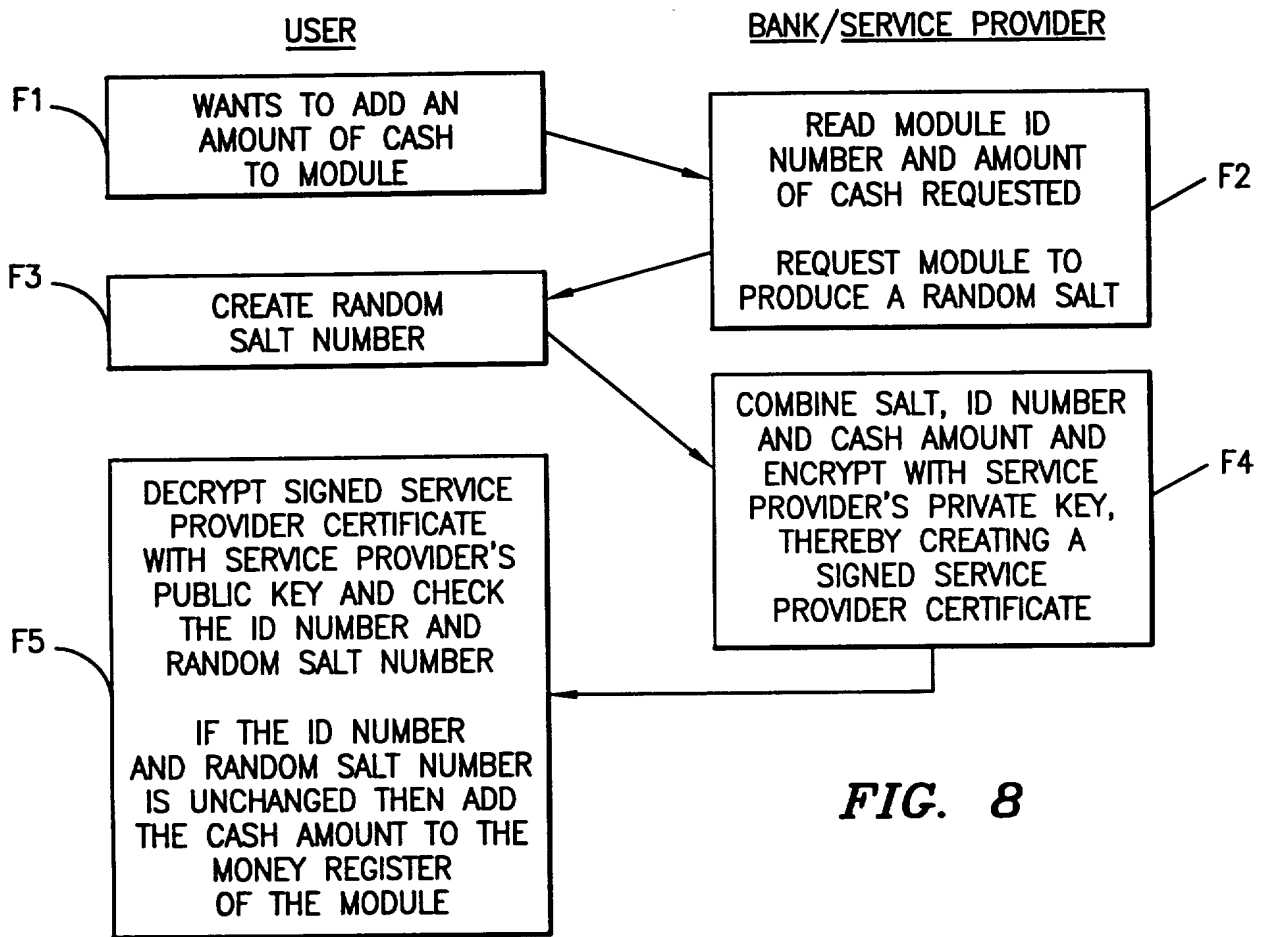 USER
BANK/SERVICE PROVIDER
F1
WANTS TO ADD AN
AMOUNT OF CASH
TO MODULE
READ MODULE ID
NUMBER AND AMOUNT
OF CASH REQUESTED
REQUEST MODULE TO
PRODUCE A RANDOM SALT
F2
F3
CREATE RANDOM
SALT NUMBER
COMBINE SALT, ID NUMBER
AND CASH AMOUNT AND
ENCRYPT WITH SERVICE
PROVIDER'S PRIVATE KEY,
THEREBY CREATING A
SIGNED SERVICE
PROVIDER CERTIFICATE
F4
F5
DECRYPT SIGNED SERVICE
PROVIDER CERTIFICATE
WITH SERVICE PROVIDER'S
PUBLIC KEY AND CHECK
THE ID NUMBER AND
RANDOM SALT NUMBER
IF THE ID NUMBER
AND RANDOM SALT NUMBER
IS UNCHANGED THEN ADD
THE CASH AMOUNT TO THE
MONEY REGISTER
OF THE MODULE
FIG. 8